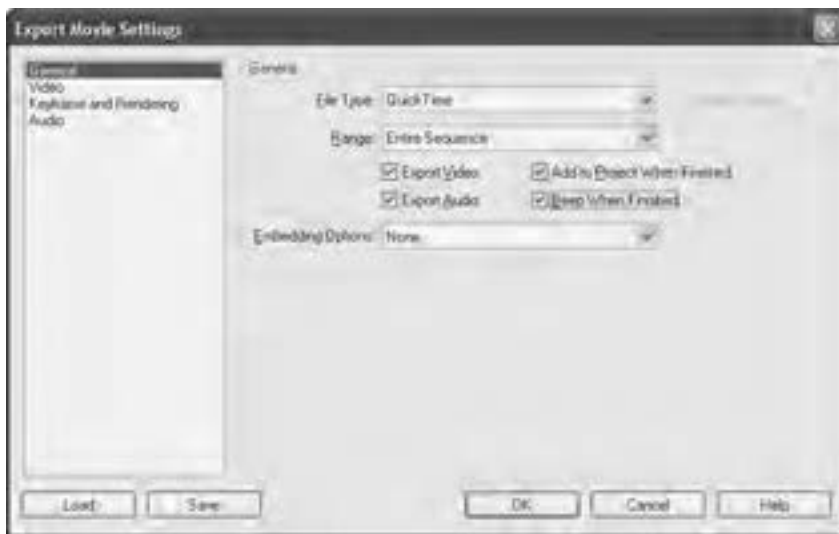 Export Movie Settings
General
Video
Keyframe and Rendering
Audio
General
File Type: QuickTime
Range: Entire Sequence
Export Video
Add to Project When Finished
Export Audio
Beep When Finished
Embedding Options: None
Load
Save
OK
Cancel
Help